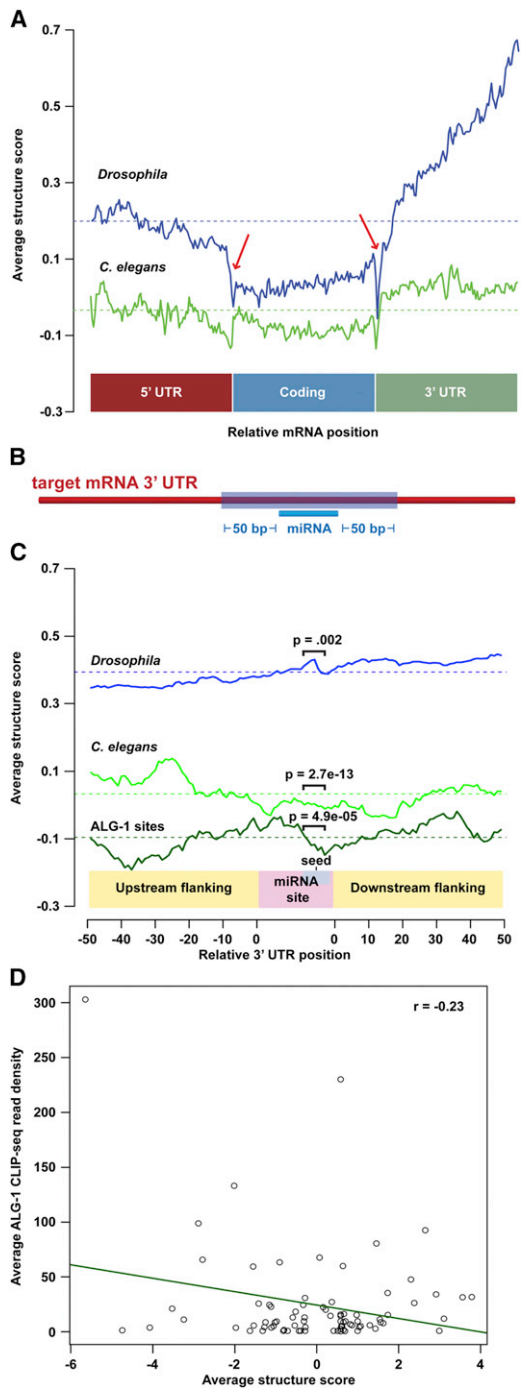 A
0.7
0.5
0.3
0.1
-0.1
-0.3
Average structure score
Drosophila
C. elegans
5' UTR
Coding
3' UTR
Relative mRNA position
B
target mRNA 3' UTR
50 bp
miRNA
50 bp
C
0.7
0.5
0.3
0.1
-0.1
-0.3
Average structure score
p = .002
Drosophila
C. elegans
p = 2.7e-13
p = 4.9e-05
ALG-1 sites
seed
Upstream flanking
miRNA
site
Downstream flanking
-50 -40 -30 -20 -10 0 0 10 20 30 40 50
Relative 3' UTR position
D
300
250
200
150
100
50
0
Average ALG-1 CLIP-seq read density
r = -0.23
-6 -4 -2 0 2 4
Average structure score